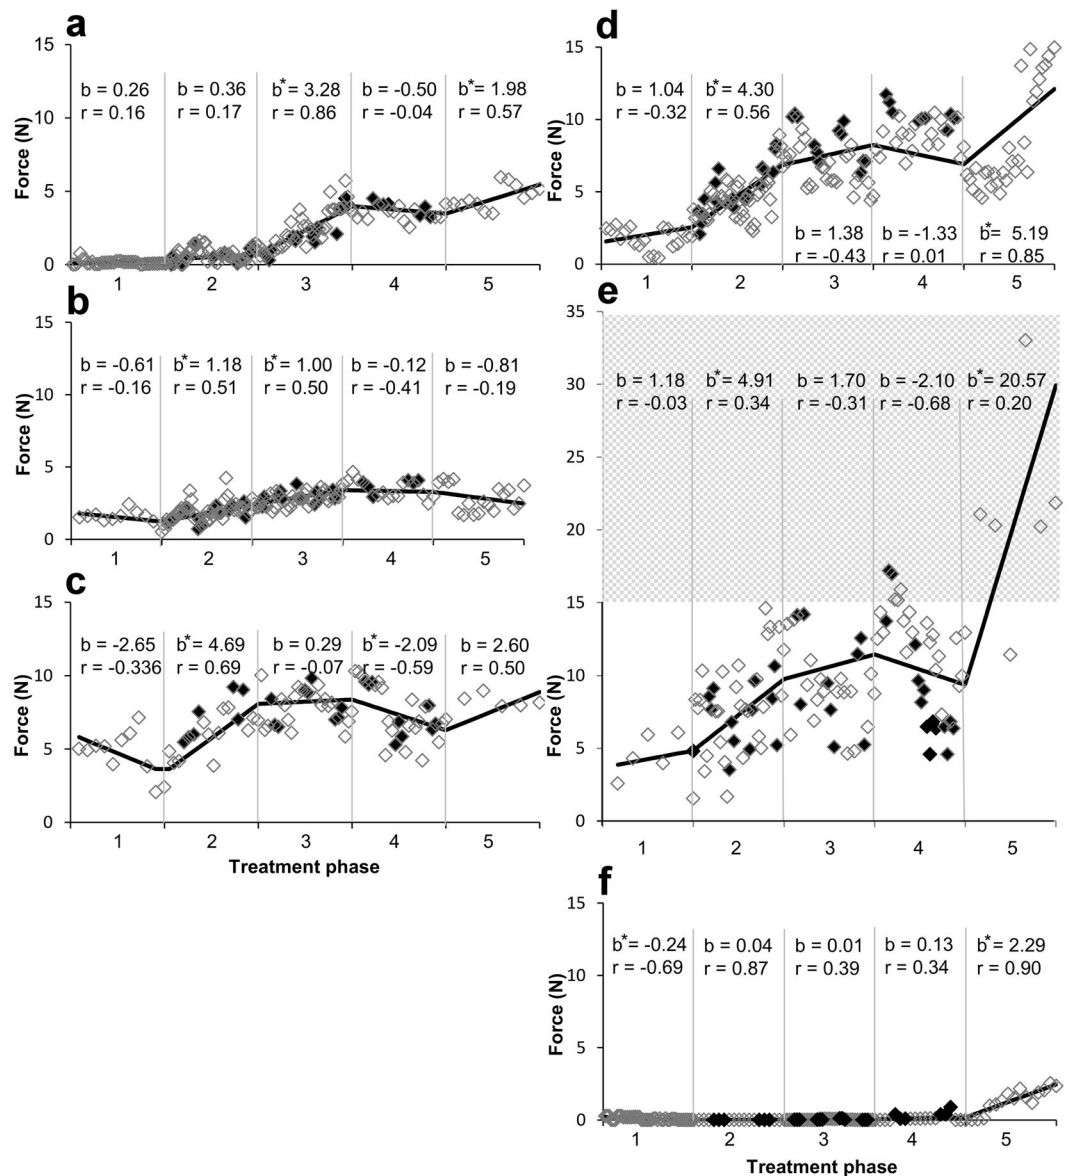 a
15
10
5
0
Force (N)
b = 0.26
r = 0.16
b = 0.36
r = 0.17
b* = 3.28
r = 0.86
b = -0.50
r = -0.04
b* = 1.98
r = 0.57
1 2 3 4 5
b
15
10
5
0
Force (N)
b = -0.61
r = -0.16
b* = 1.18
r = 0.51
b* = 1.00
r = 0.50
b = -0.12
r = -0.41
b = -0.81
r = -0.19
1 2 3 4 5
c
15
10
5
0
Force (N)
b = -2.65
r = -0.336
b* = 4.69
r = 0.69
b = 0.29
r = -0.07
b* = -2.09
r = -0.59
b = 2.60
r = 0.50
1 2 3 4 5
Treatment phase
d
15
10
5
0
Force (N)
b = 1.04
r = -0.32
b* = 4.30
r = 0.56
b = 1.38
r = -0.43
b = -1.33
r = 0.01
b* = 5.19
r = 0.85
1 2 3 4 5
e
35
30
25
20
15
10
5
0
Force (N)
b = 1.18
r = -0.03
b* = 4.91
r = 0.34
b = 1.70
r = -0.31
b = -2.10
r = -0.68
b* = 20.57
r = 0.20
1 2 3 4 5
f
15
10
5
0
Force (N)
b* = -0.24
r = -0.69
b = 0.04
r = 0.87
b = 0.01
r = 0.39
b = 0.13
r = 0.34
b* = 2.29
r = 0.90
1 2 3 4 5
Treatment phase